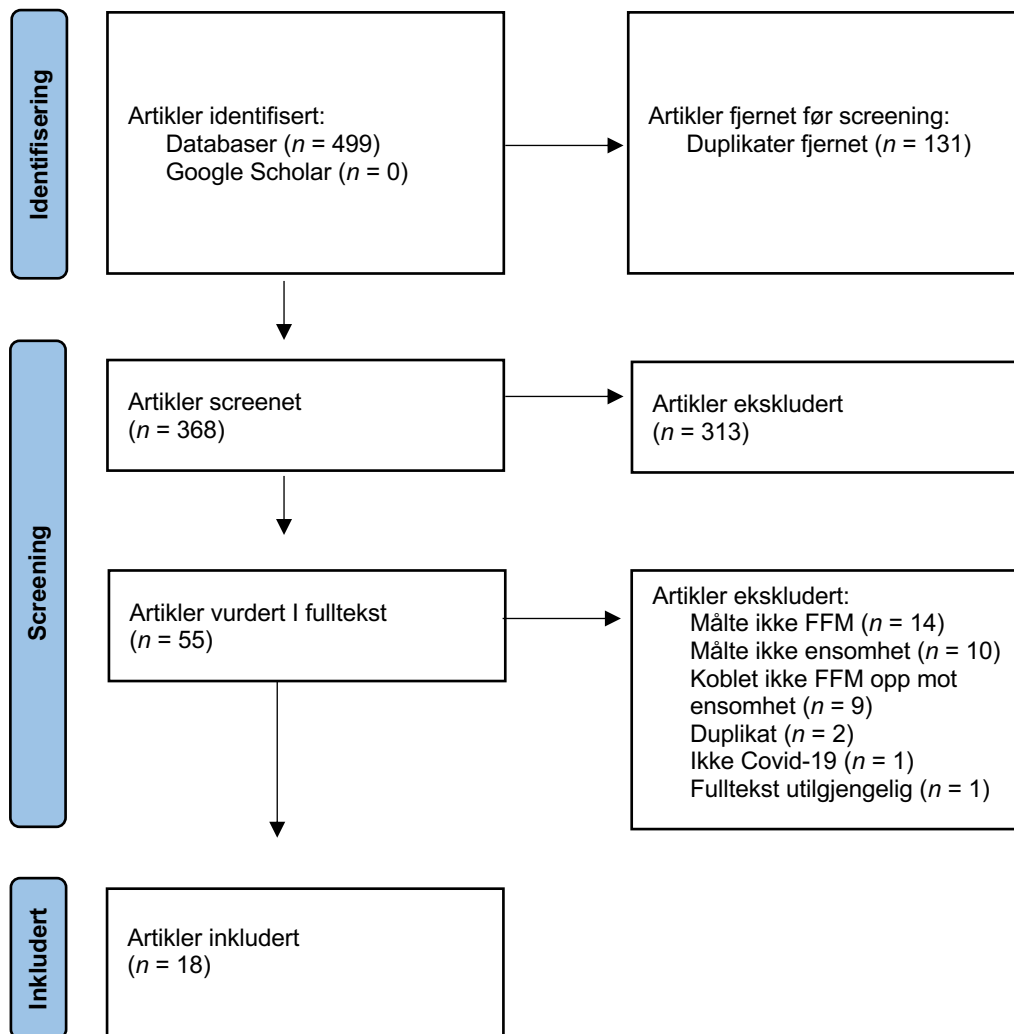 Identifisering
Artikler identifisert:
Databaser (n = 499)
Google Scholar (n = 0)
Artikler fjernet før screening:
Duplikater fjernet (n = 131)
Screening
Artikler screenet
(n = 368)
Artikler ekskludert
(n = 313)
Artikler vurdert I fulltekst
(n = 55)
Artikler ekskludert:
Målte ikke FFM (n = 14)
Målte ikke ensomhet (n = 10)
Koblet ikke FFM opp mot
ensomhet (n = 9)
Duplikat (n = 2)
Ikke Covid-19 (n = 1)
Fulltekst utilgjengelig (n = 1)
Inkludert
Artikler inkludert
(n = 18)